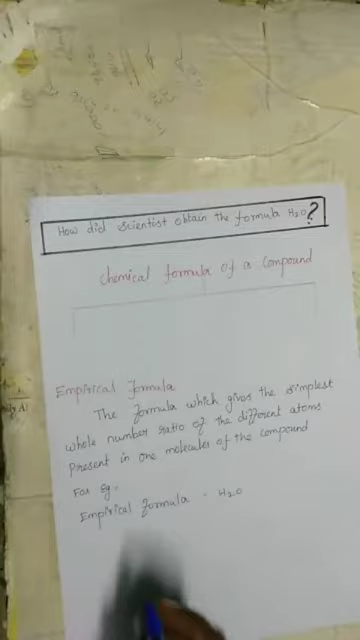 How did scientist obtain the formula H₂O?
Chemical formula of a compound
Empirical Formula
The formula which gives the simplest
whole number ratio of the different atoms
present in one molecules of the compound
For eg.
Empirical formula - H₂O